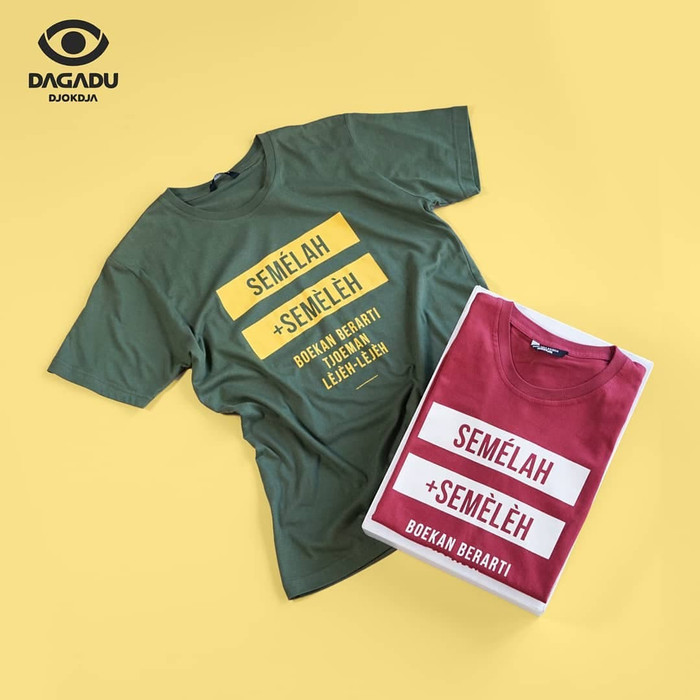 DAGADU
DJOKDJA
SEMÉLAH
+SEMÈLÈH
BOEKAN BERARTI
TJOEMAN
LÈJÈH-LÈJÈH
SEMÉLAH
+SEMÈLÈH
BOEKAN BERARTI